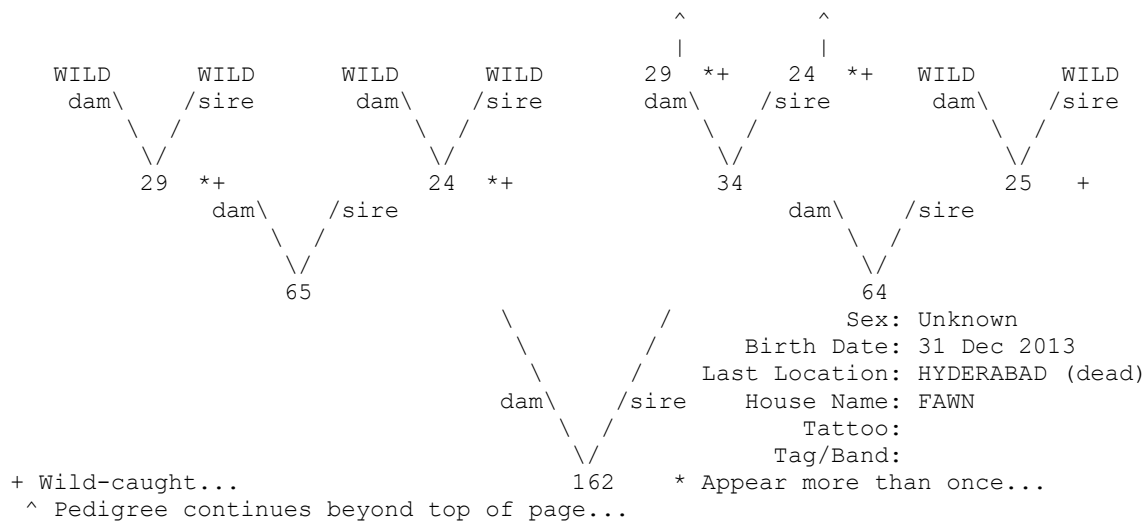 ^ ^
| |
WILD WILD WILD WILD 29 *+ 24 *+ WILD WILD
dam\ /sire dam\ /sire dam\ /sire dam\ /sire
\ / \ / \ / \ /
\/ \/ \/ \/
29 *+ 24 *+ 34 25 +
dam\ /sire dam\ /sire
\ / \ /
\/ \/
65 64
\ / Sex: Unknown
\ / Birth Date: 31 Dec 2013
\ / Last Location: HYDERABAD (dead)
dam\ /sire House Name: FAWN
\ / Tattoo:
\/ Tag/Band:
+ Wild-caught... 162 * Appear more than once...
^ Pedigree continues beyond top of page...